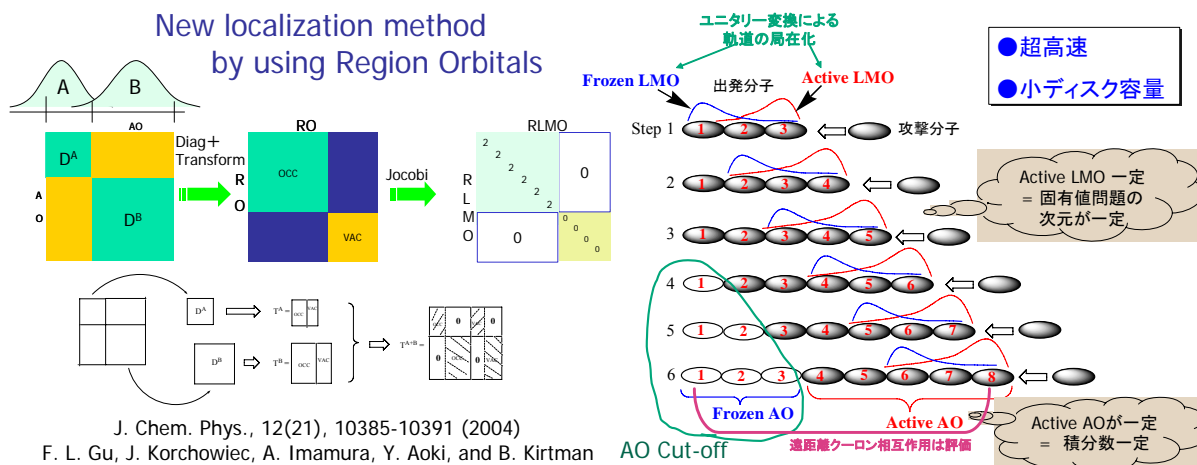 New localization method
by using Region Orbitals
A
B
AO
RO
RLMO
A
O
D^A
D^B
Diag+
Transform
R
O
OCC
VAC
Jocobi
R
L
M
O
2
2
2
2
2
2
0
0
0
0
0
0
D^A
T^A =
OCC
VAC
D^B
T^B =
OCC
VAC
T^A+B =
OCC
0
VAC
0
0
OCC
0
VAC
J. Chem. Phys., 12(21), 10385-10391 (2004)
F. L. Gu, J. Korchowiec, A. Imamura, Y. Aoki, and B. Kirtman
ユニタリー変換による
軌道の局在化
Frozen LMO
出発分子
Active LMO
Step 1
1 2 3
攻撃分子
2
1 2 3 4
3
1 2 3 4 5
4
1 2 3 4 5 6
5
1 2 3 4 5 6 7
6
1 2 3 4 5 6 7 8
Frozen AO
Active AO
AO Cut-off
遠距離クーロン相互作用は評価
●超高速
●小ディスク容量
Active LMO 一定
= 固有値問題の
次元が一定
Active AOが一定
= 積分数一定